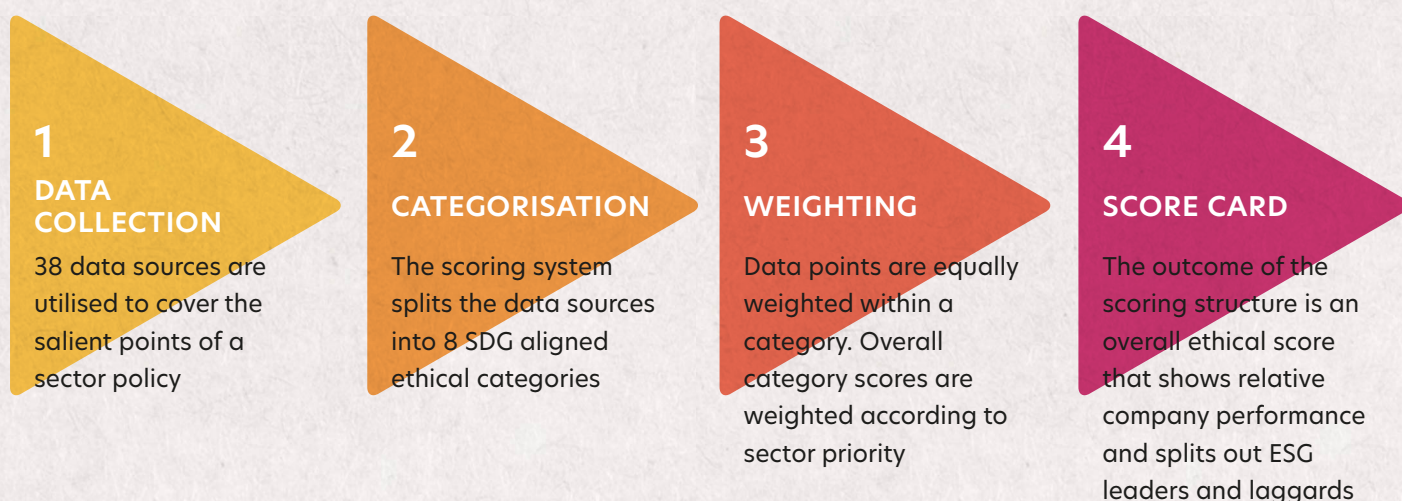 1
DATA
COLLECTION
38 data sources are
utilised to cover the
salient points of a
sector policy
2
CATEGORISATION
The scoring system
splits the data sources
into 8 SDG aligned
ethical categories
3
WEIGHTING
Data points are equally
weighted within a
category. Overall
category scores are
weighted according to
sector priority
4
SCORE CARD
The outcome of the
scoring structure is an
overall ethical score
that shows relative
company performance
and splits out ESG
leaders and laggards